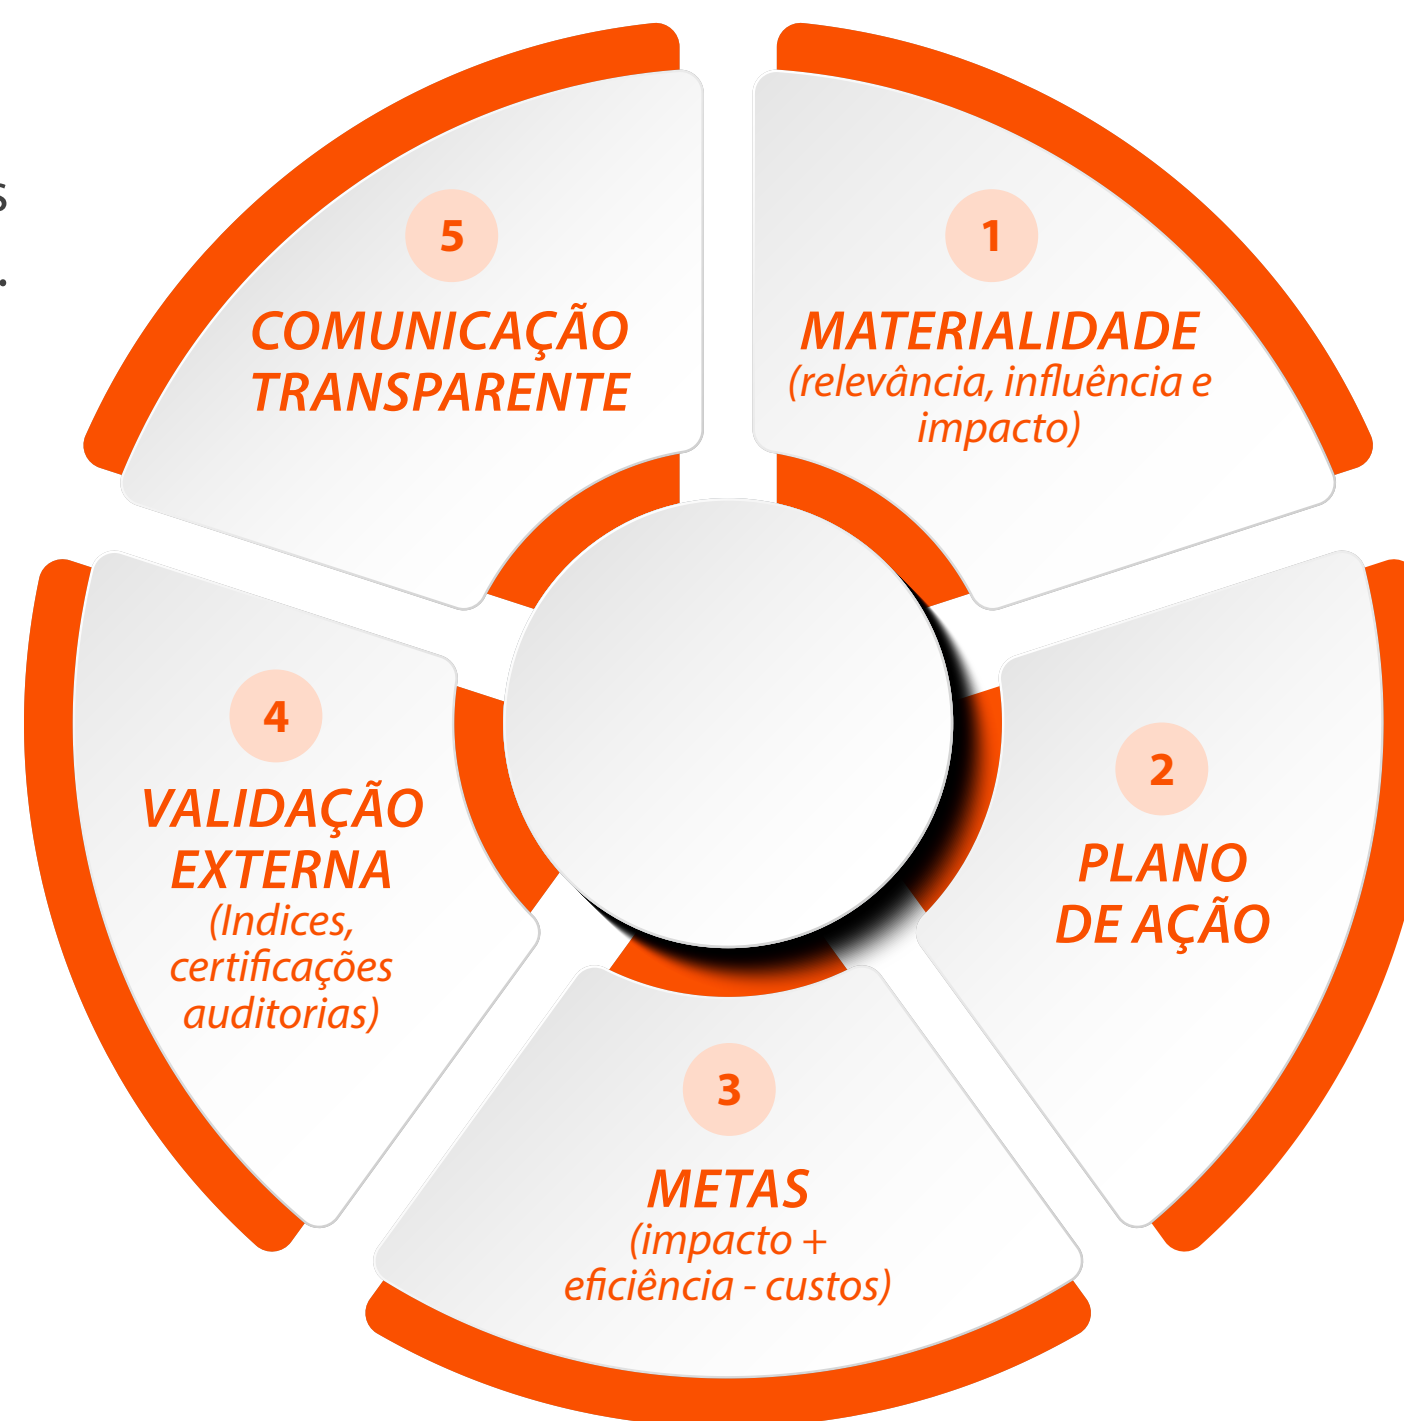 1
MATERIALIDADE
(relevância, influência e
impacto)
2
PLANO
DE AÇÃO
3
METAS
(impacto +
eficiência - custos)
4
VALIDAÇÃO
EXTERNA
(Indices,
certificações
auditorias)
5
COMUNICAÇÃO
TRANSPARENTE